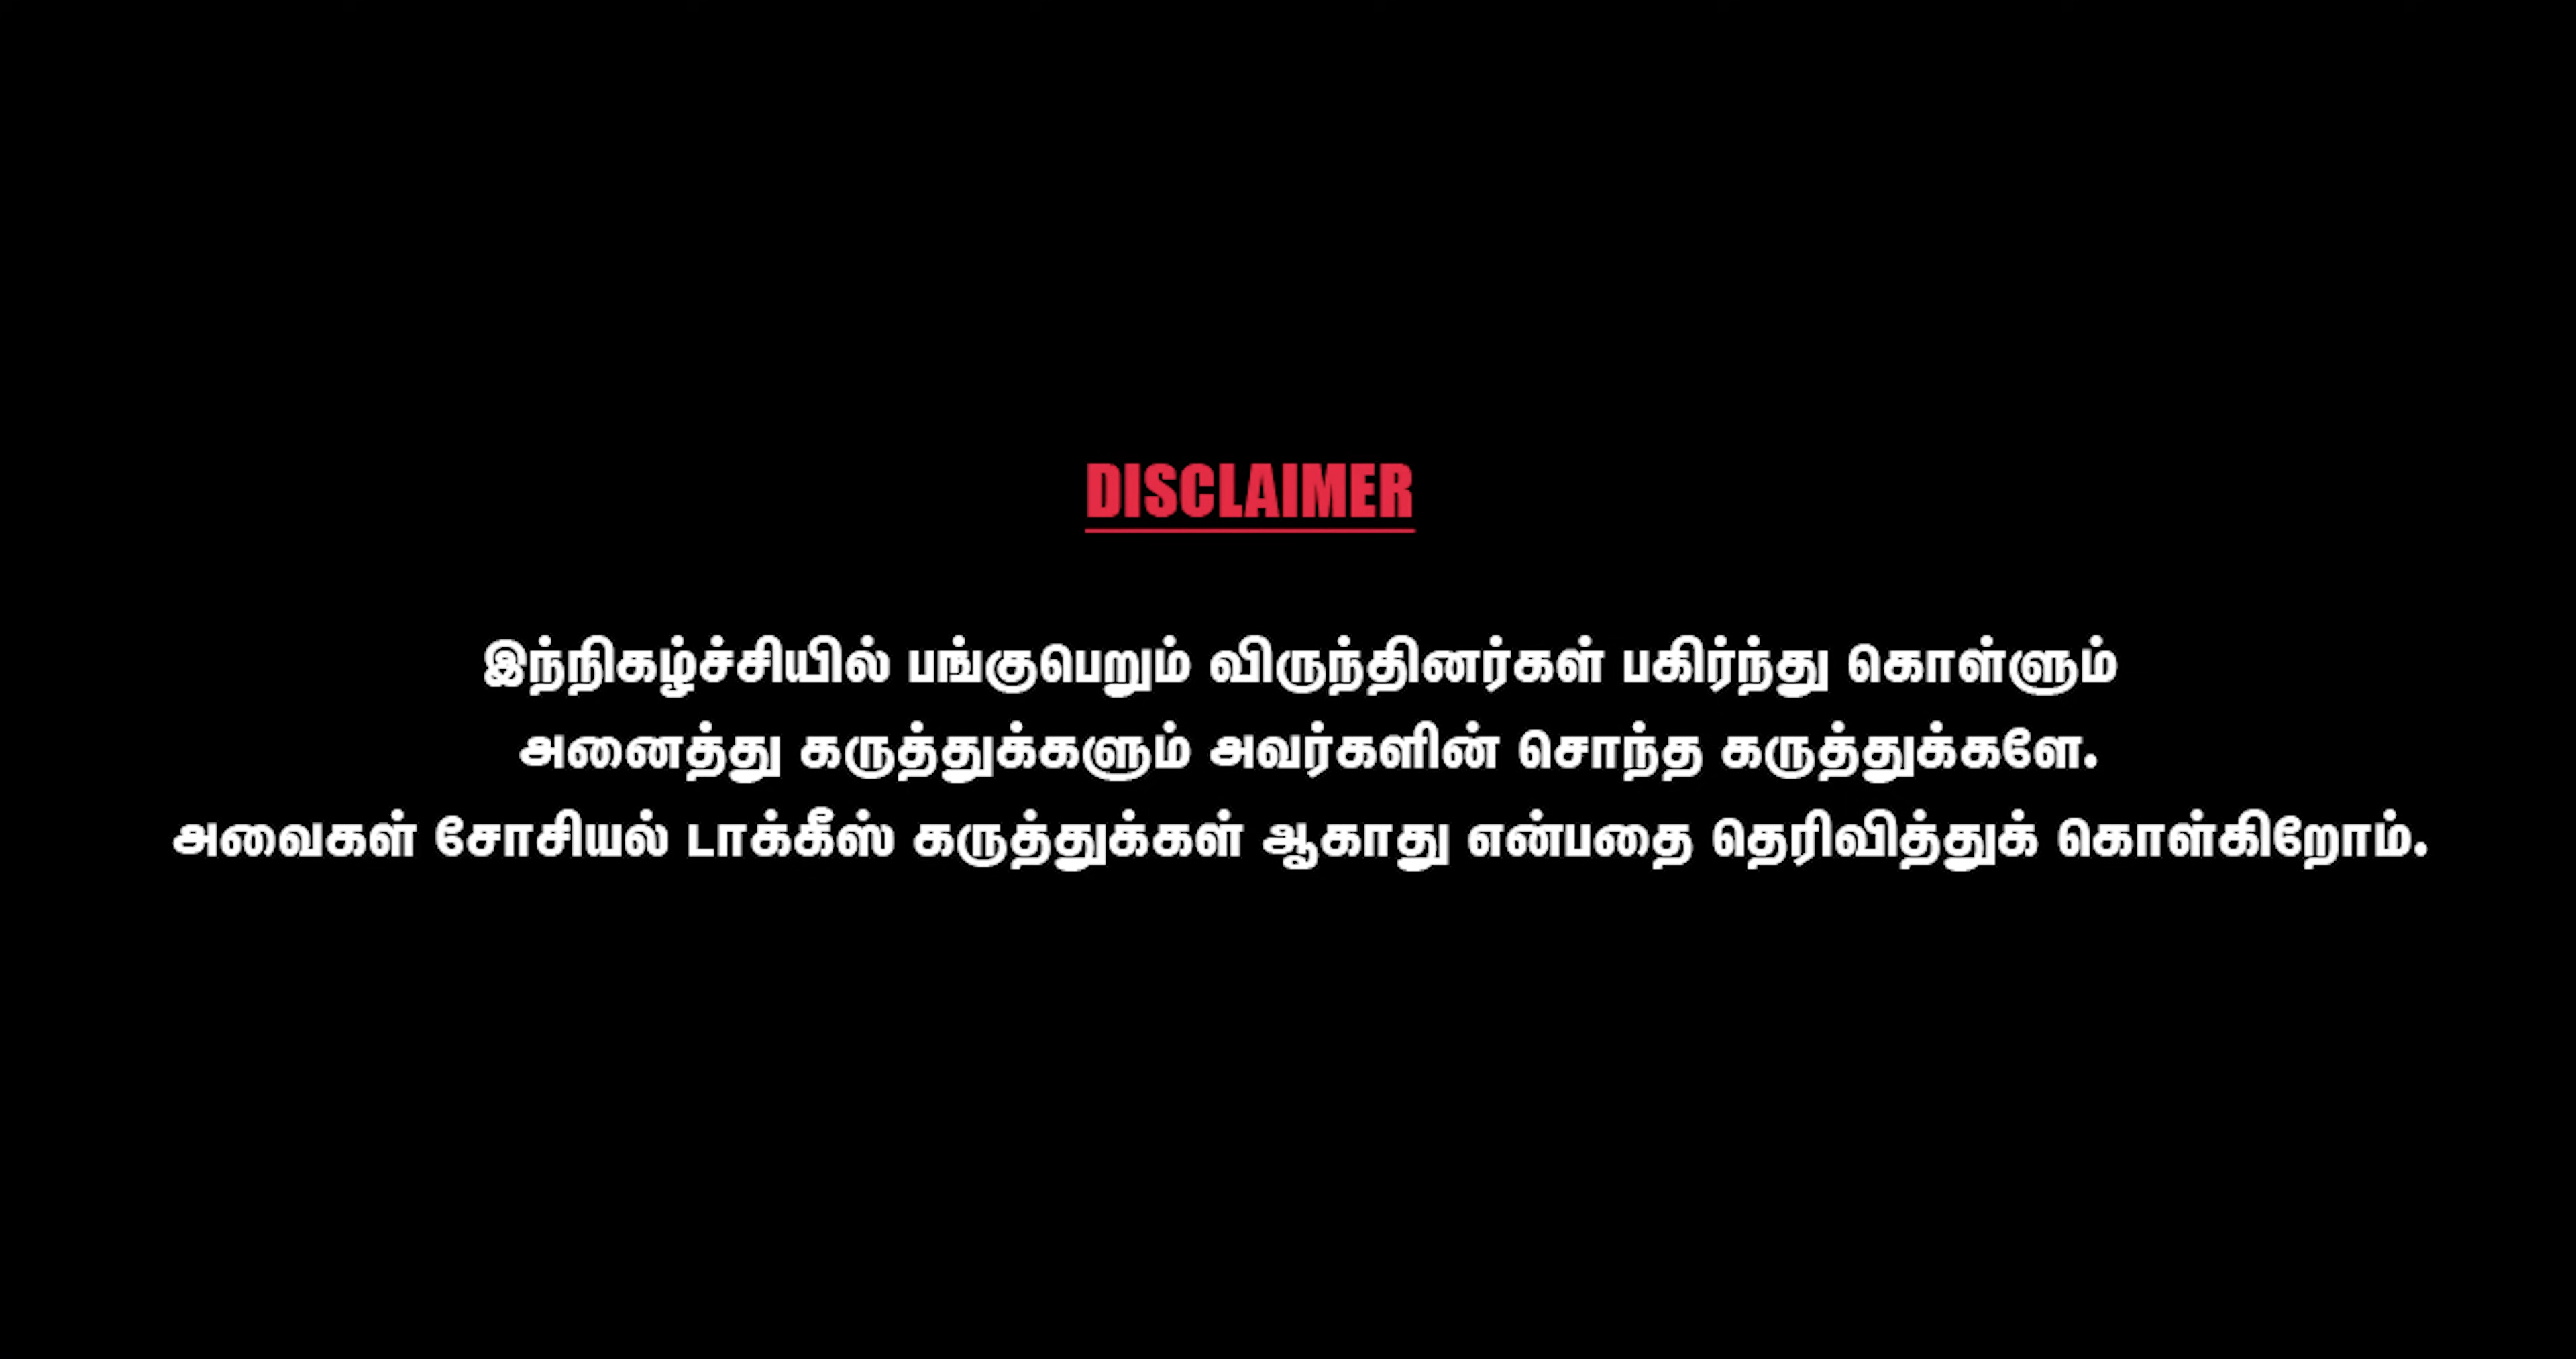 DISCLAIMER
இந்நிகழ்ச்சியில் பங்குபெறும் விருந்தினர்கள் பகிர்ந்து கொள்ளும்
அனைத்து கருத்துக்களும் அவர்களின் சொந்த கருத்துக்களே.
அவைகள் சோசியல் டாக்கீஸ் கருத்துக்கள் ஆகாது என்பதை தெரிவித்துக் கொள்கிறோம்.